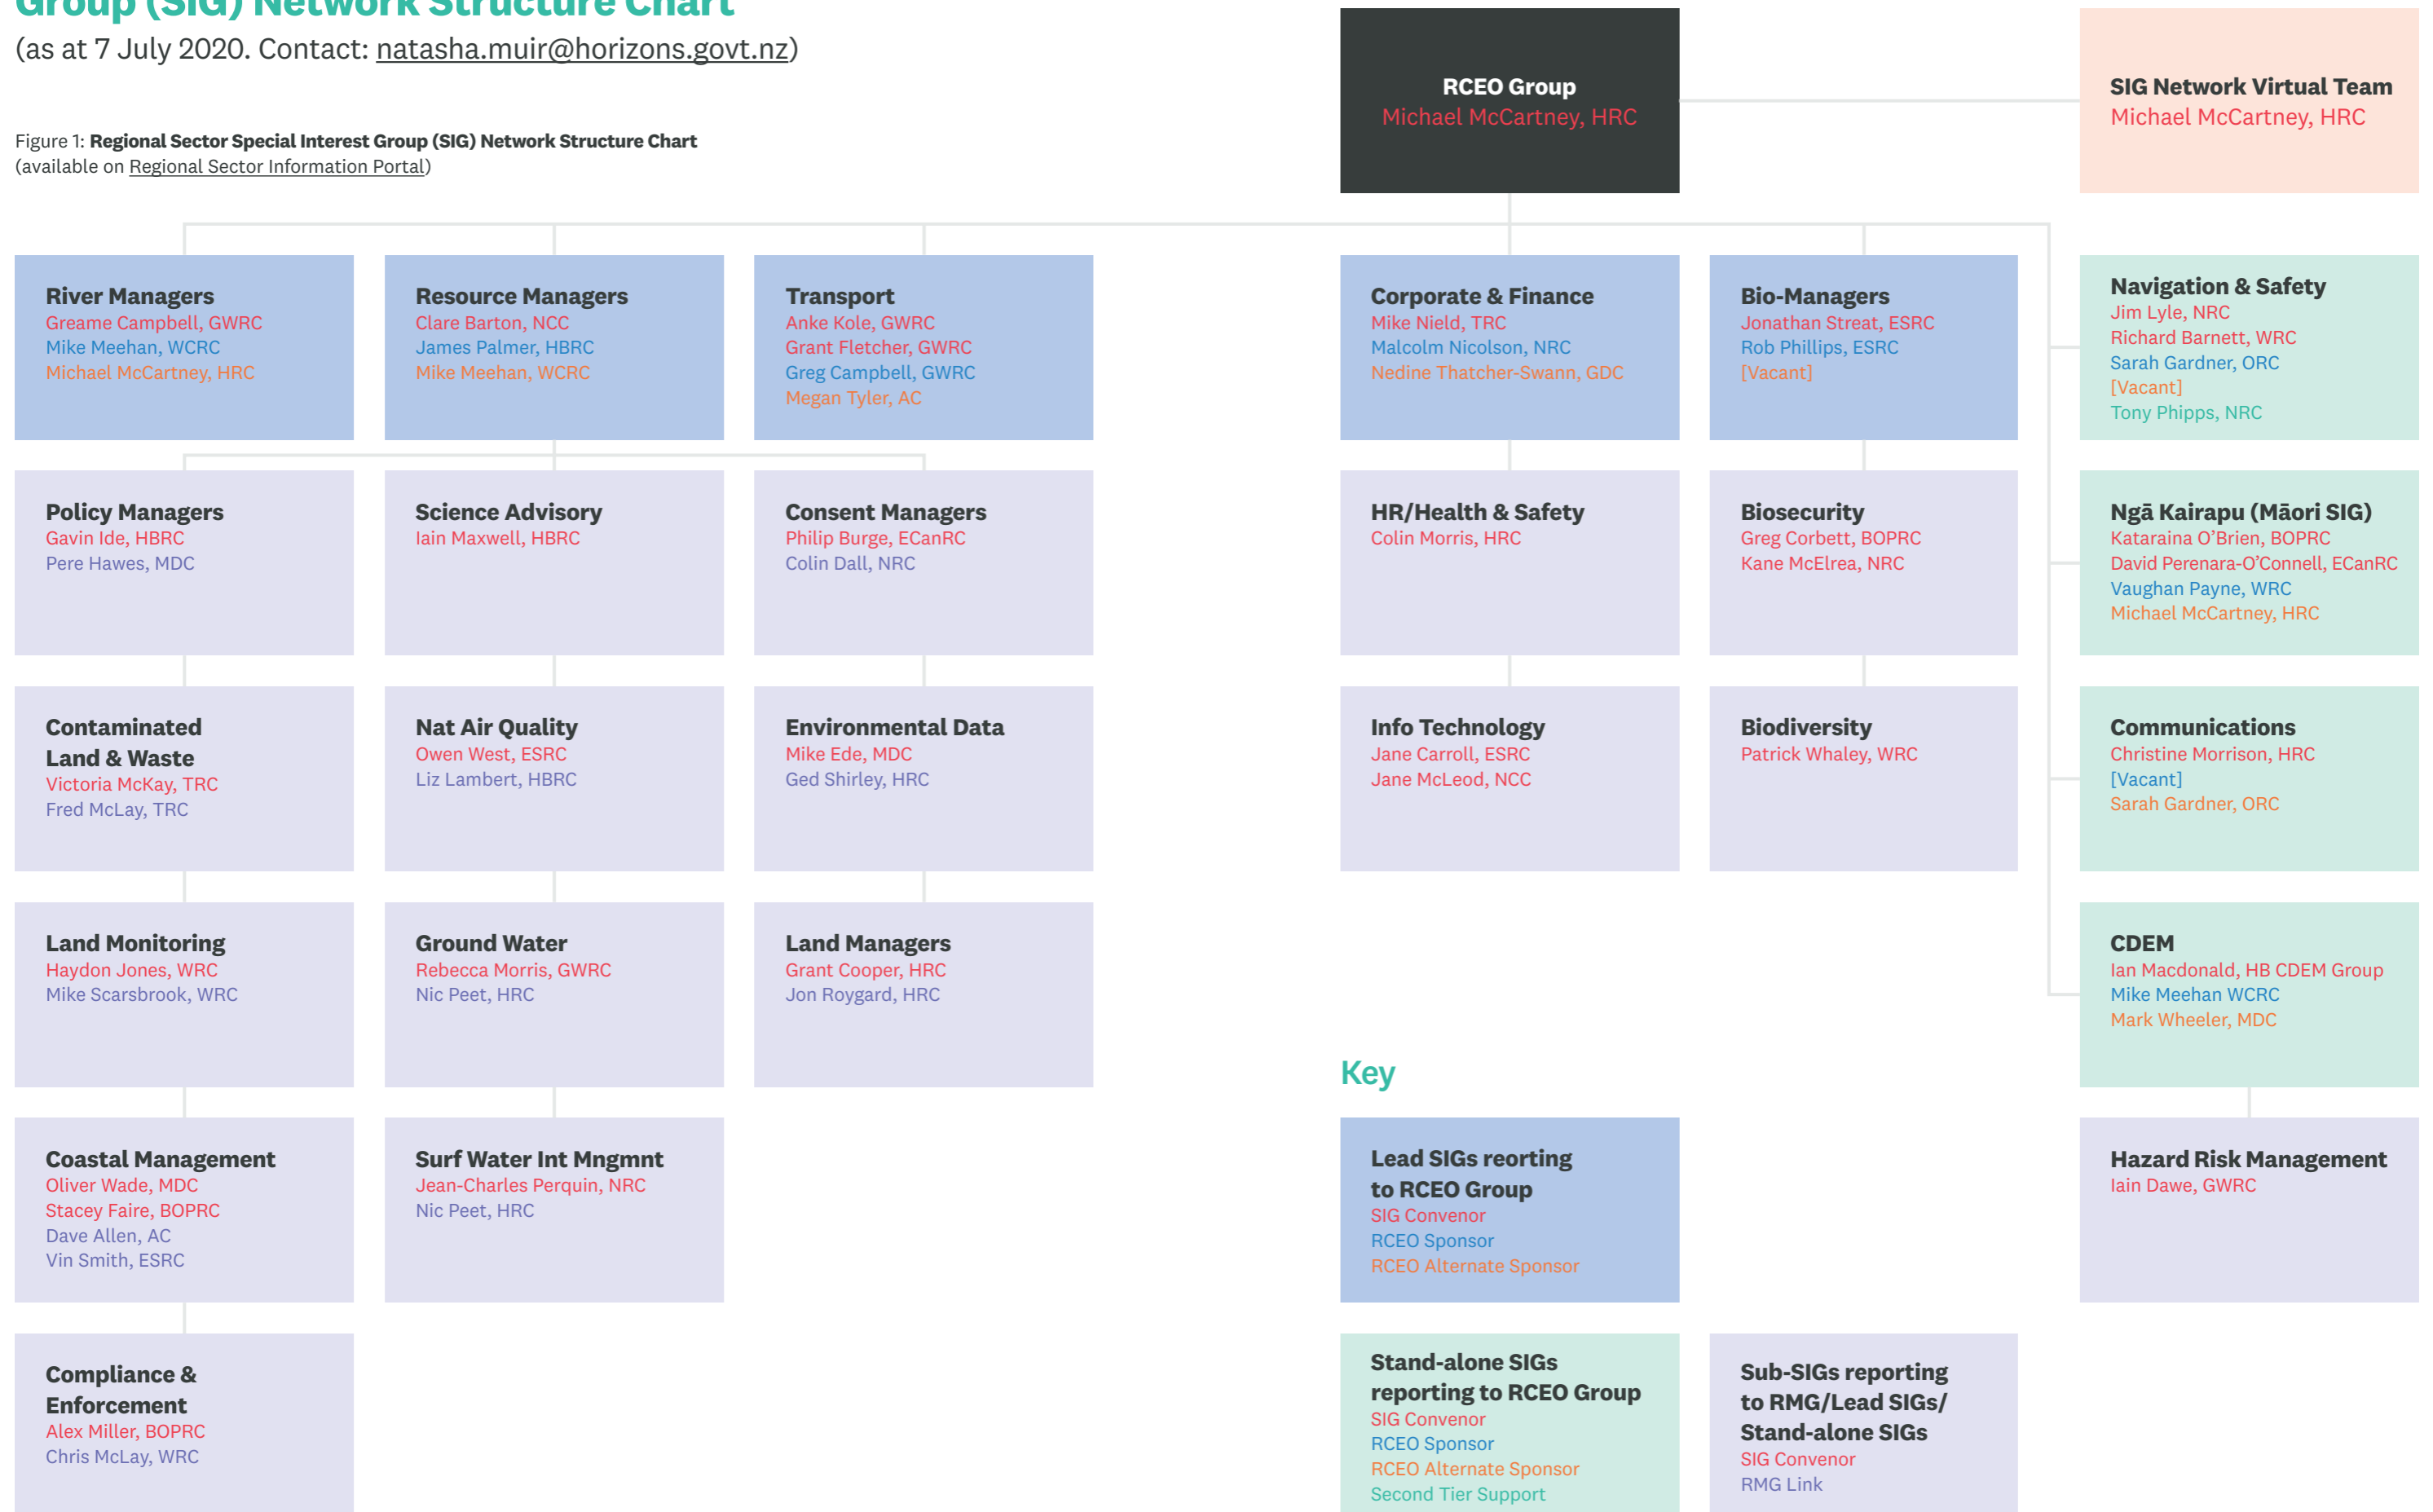 Group (SIG) Network Structure Chart
(as at 7 July 2020. Contact: natasha.muir@horizons.govt.nz)
Figure 1: Regional Sector Special Interest Group (SIG) Network Structure Chart
(available on Regional Sector Information Portal)
RCEO Group
Michael McCartney, HRC
SIG Network Virtual Team
Michael McCartney, HRC
River Managers
Greame Campbell, GWRC
Mike Meehan, WCRC
Michael McCartney, HRC
Resource Managers
Clare Barton, NCC
James Palmer, HBRC
Mike Meehan, WCRC
Transport
Anke Kole, GWRC
Grant Fletcher, GWRC
Greg Campbell, GWRC
Megan Tyler, AC
Corporate & Finance
Mike Nield, TRC
Malcolm Nicolson, NRC
Nedine Thatcher-Swann, GDC
Bio-Managers
Jonathan Streat, ESRC
Rob Phillips, ESRC
[Vacant]
Navigation & Safety
Jim Lyle, NRC
Richard Barnett, WRC
Sarah Gardner, ORC
[Vacant]
Tony Phipps, NRC
Policy Managers
Gavin Ide, HBRC
Pere Hawes, MDC
Science Advisory
Iain Maxwell, HBRC
Consent Managers
Philip Burge, ECanRC
Colin Dall, NRC
HR/Health & Safety
Colin Morris, HRC
Biosecurity
Greg Corbett, BOPRC
Kane McElrea, NRC
Ngā Kairapu (Māori SIG)
Kataraina O’Brien, BOPRC
David Perenara-O’Connell, ECanRC
Vaughan Payne, WRC
Michael McCartney, HRC
Contaminated
Land & Waste
Victoria McKay, TRC
Fred McLay, TRC
Nat Air Quality
Owen West, ESRC
Liz Lambert, HBRC
Environmental Data
Mike Ede, MDC
Ged Shirley, HRC
Info Technology
Jane Carroll, ESRC
Jane McLeod, NCC
Biodiversity
Patrick Whaley, WRC
Communications
Christine Morrison, HRC
[Vacant]
Sarah Gardner, ORC
Land Monitoring
Haydon Jones, WRC
Mike Scarsbrook, WRC
Ground Water
Rebecca Morris, GWRC
Nic Peet, HRC
Land Managers
Grant Cooper, HRC
Jon Roygard, HRC
CDEM
Ian Macdonald, HB CDEM Group
Mike Meehan WCRC
Mark Wheeler, MDC
Coastal Management
Oliver Wade, MDC
Stacey Faire, BOPRC
Dave Allen, AC
Vin Smith, ESRC
Surf Water Int Mngmnt
Jean-Charles Perquin, NRC
Nic Peet, HRC
Hazard Risk Management
Iain Dawe, GWRC
Compliance &
Enforcement
Alex Miller, BOPRC
Chris McLay, WRC
Key
Lead SIGs reorting
to RCEO Group
SIG Convenor
RCEO Sponsor
RCEO Alternate Sponsor
Stand-alone SIGs
reporting to RCEO Group
SIG Convenor
RCEO Sponsor
RCEO Alternate Sponsor
Second Tier Support
Sub-SIGs reporting
to RMG/Lead SIGs/
Stand-alone SIGs
SIG Convenor
RMG Link